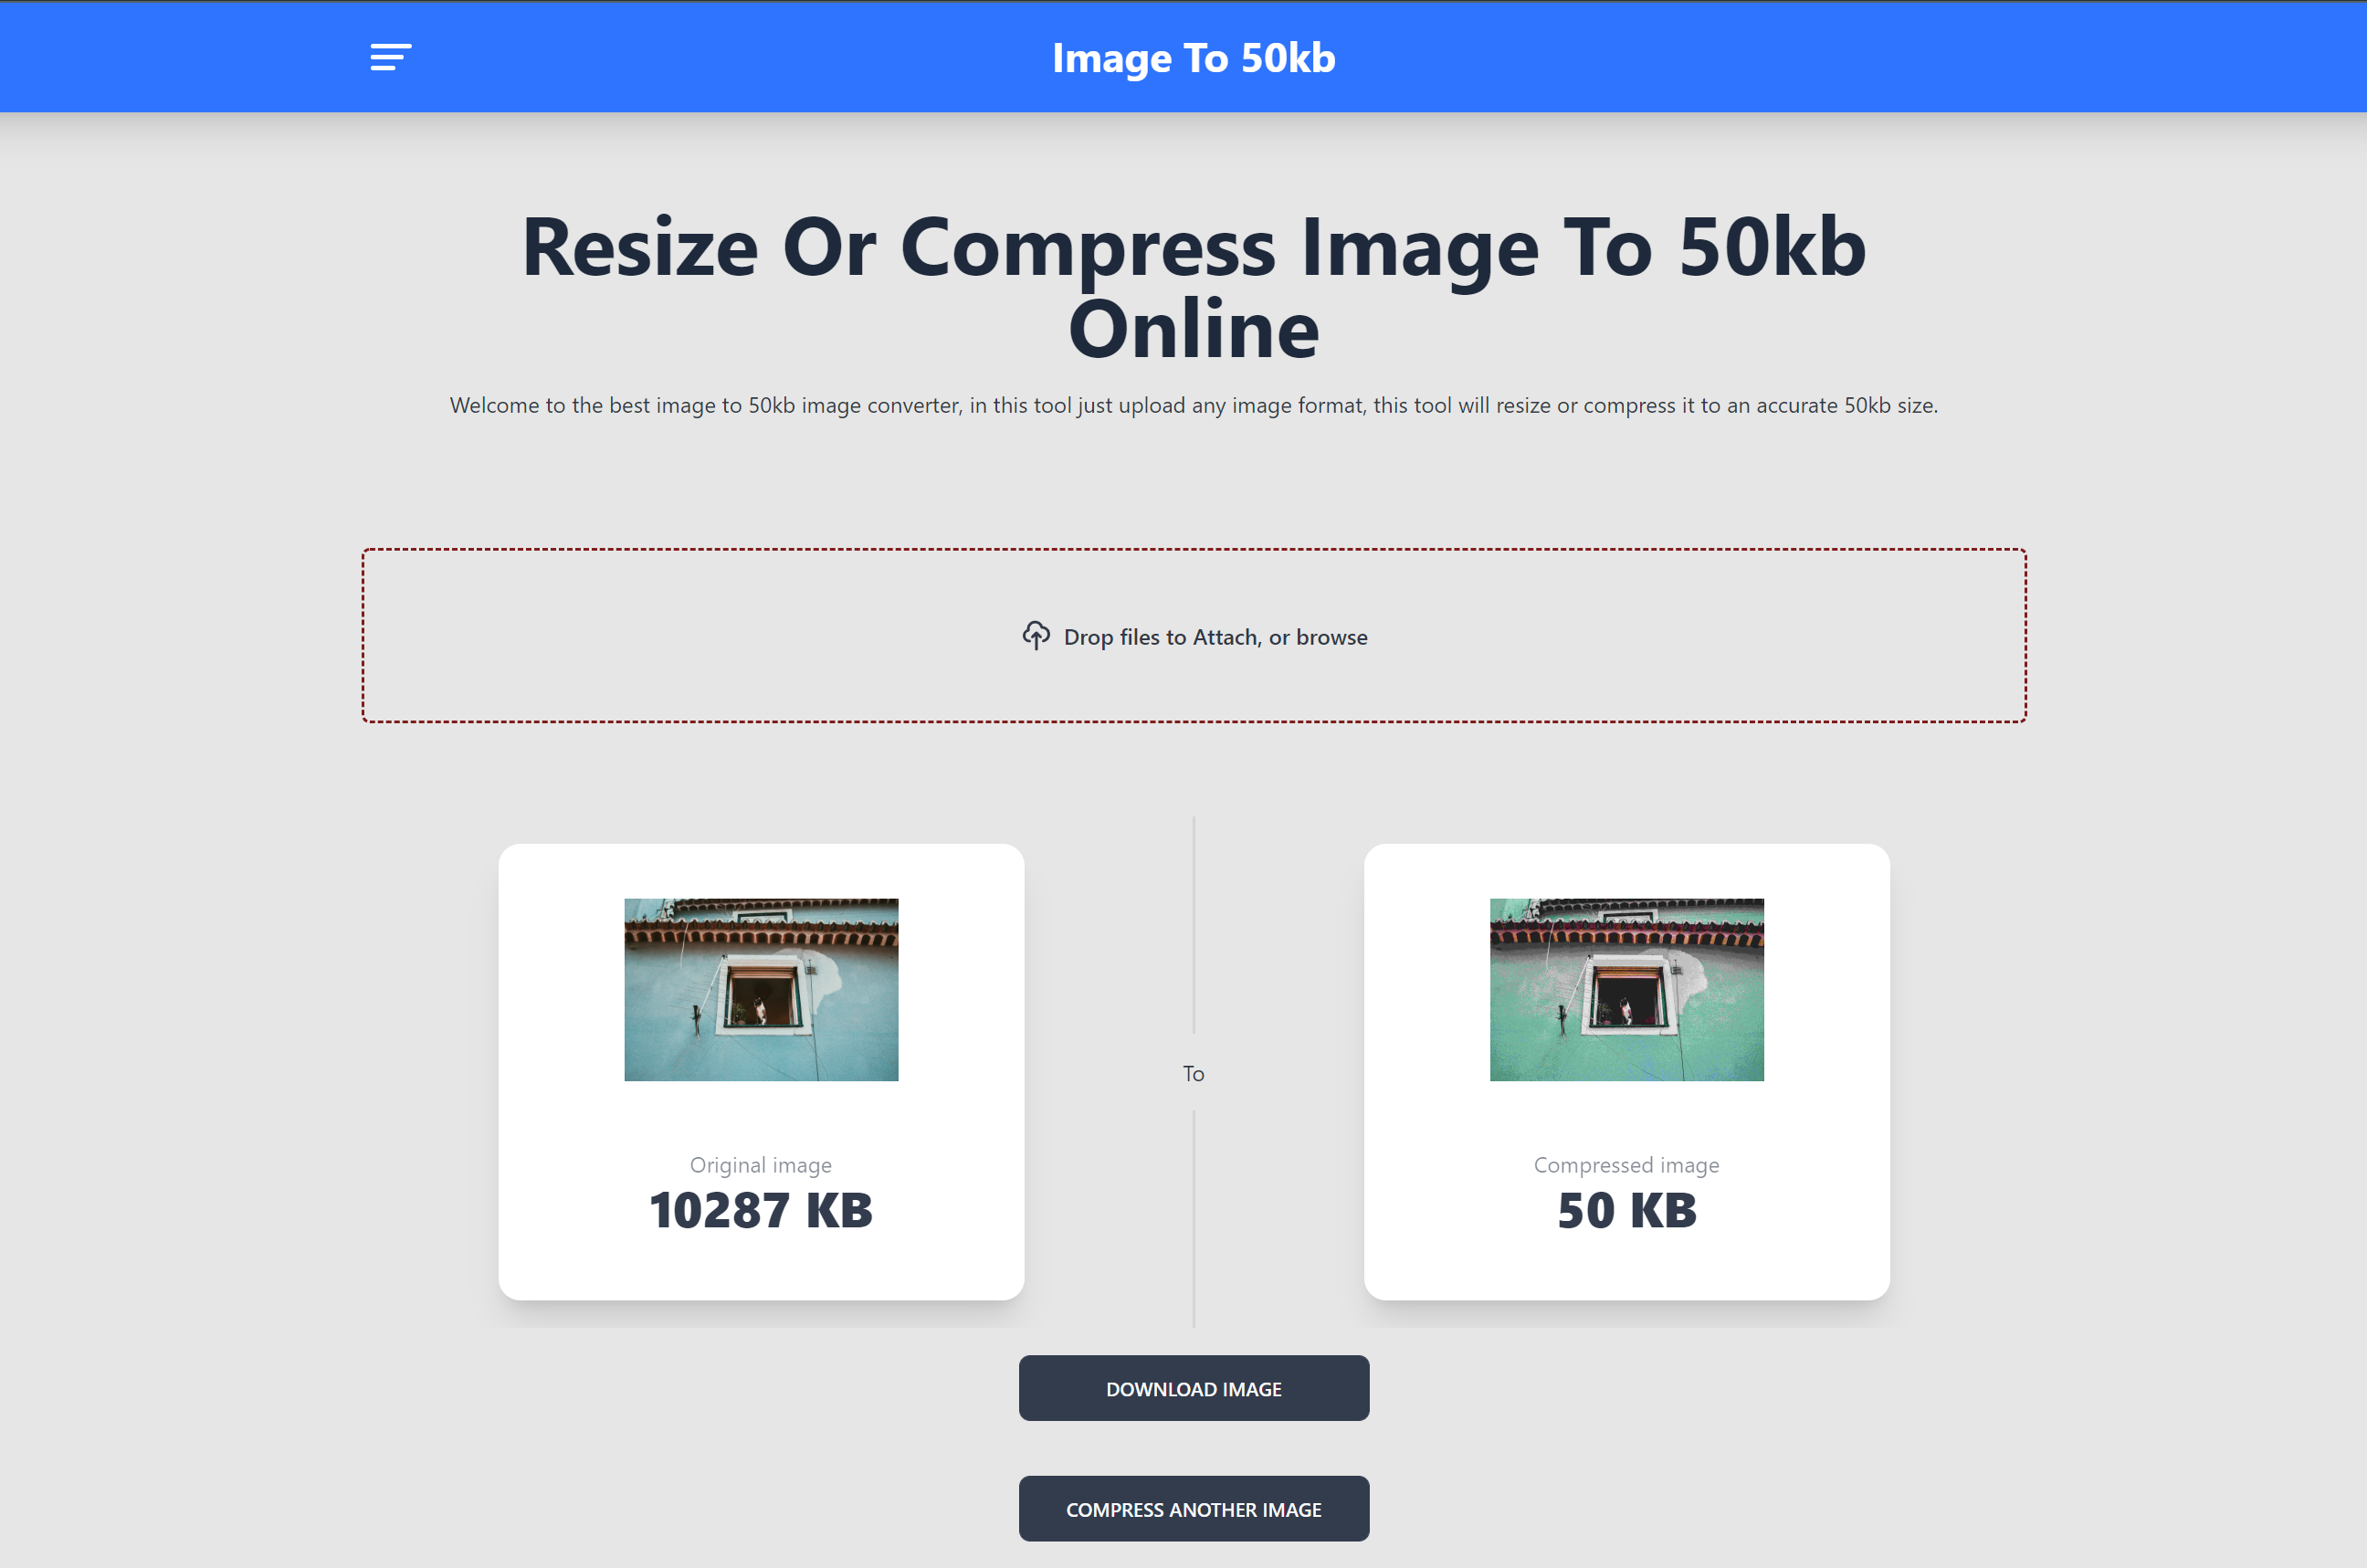 Image To 50kb
Resize Or Compress Image To 50kb
Online
Welcome to the best image to 50kb image converter, in this tool just upload any image format, this tool will resize or compress it to an accurate 50kb size.
Drop files to Attach, or browse
Original image
10287 KB
To
Compressed image
50 KB
DOWNLOAD IMAGE
COMPRESS ANOTHER IMAGE